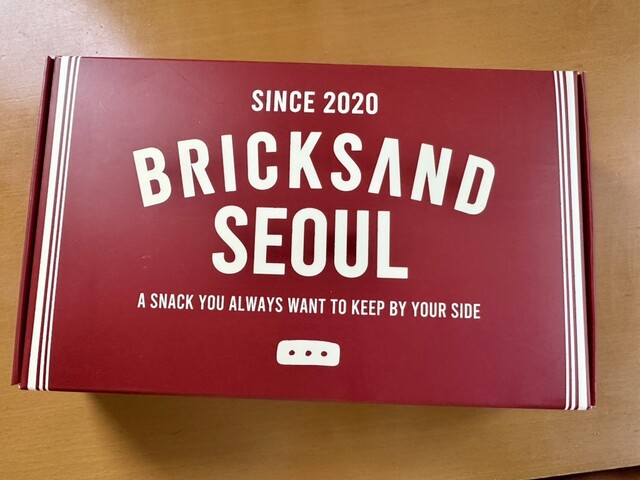 SINCE 2020
BRICKSAND
SEOUL
A SNACK YOU ALWAYS WANT TO KEEP BY YOUR SIDE